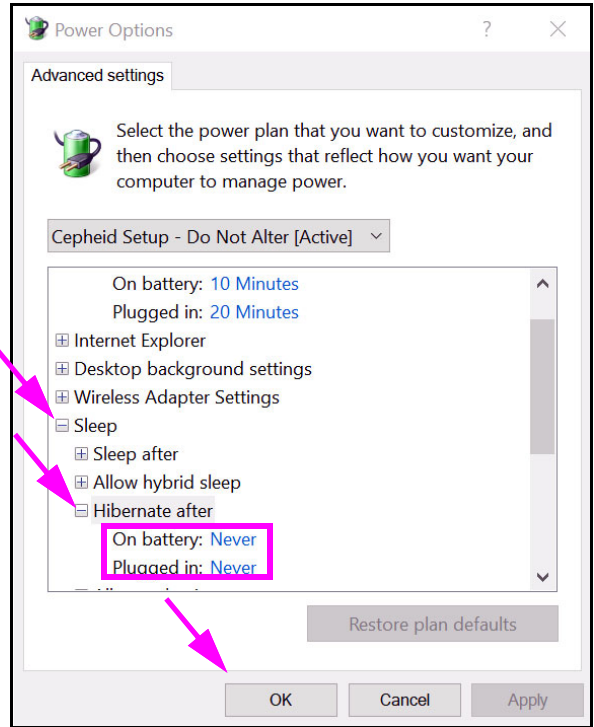 Power Options
?
Advanced settings
Select the power plan that you want to customize, and
then choose settings that reflect how you want your
computer to manage power.
Cepheid Setup - Do Not Alter [Active]
On battery: 10 Minutes
Plugged in: 20 Minutes
Internet Explorer
Desktop background settings
Wireless Adapter Settings
Sleep
Sleep after
Allow hybrid sleep
Hibernate after
On battery: Never
Plugged in: Never
Restore plan defaults
OK Cancel Apply